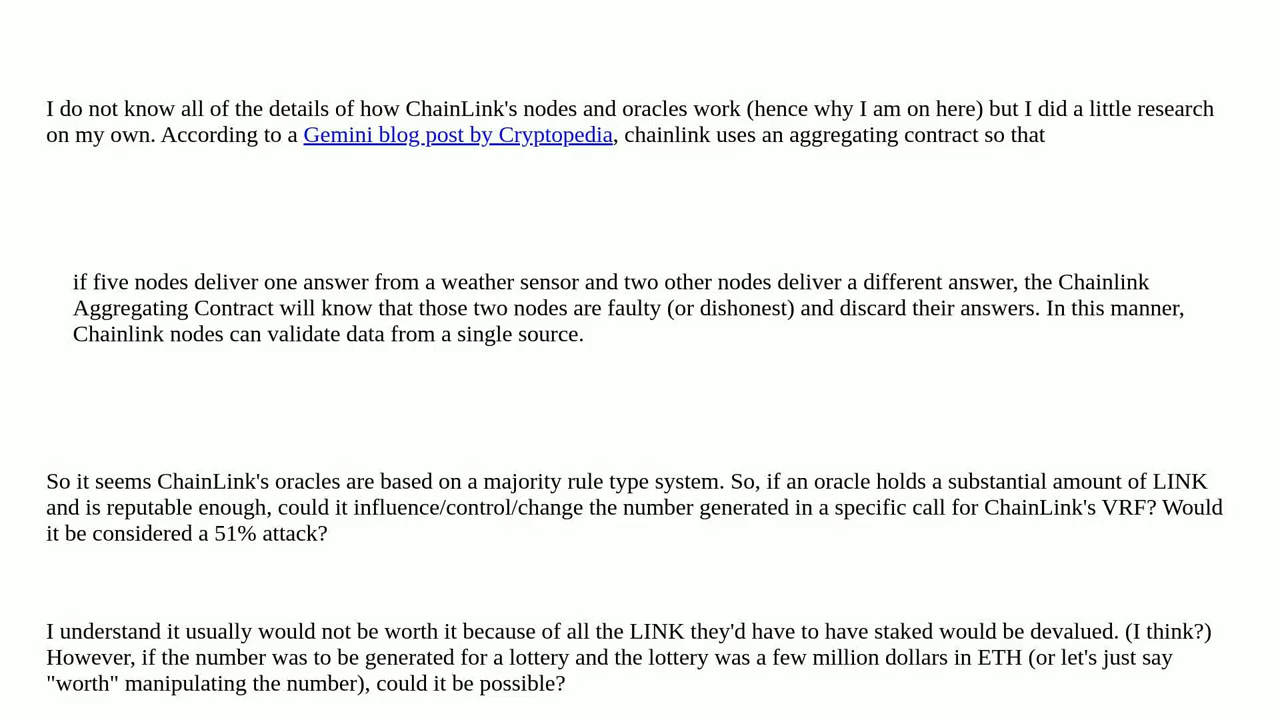 I do not know all of the details of how ChainLink's nodes and oracles work (hence why I am on here) but I did a little research
on my own. According to a Gemini blog post by Cryptopedia, chainlink uses an aggregating contract so that
if five nodes deliver one answer from a weather sensor and two other nodes deliver a different answer, the Chainlink
Aggregating Contract will know that those two nodes are faulty (or dishonest) and discard their answers. In this manner,
Chainlink nodes can validate data from a single source.
So it seems ChainLink's oracles are based on a majority rule type system. So, if an oracle holds a substantial amount of LINK
and is reputable enough, could it influence/control/change the number generated in a specific call for ChainLink's VRF? Would
it be considered a 51% attack?
I understand it usually would not be worth it because of all the LINK they'd have to have staked would be devalued. (I think?)
However, if the number was to be generated for a lottery and the lottery was a few million dollars in ETH (or let's just say
"worth" manipulating the number), could it be possible?